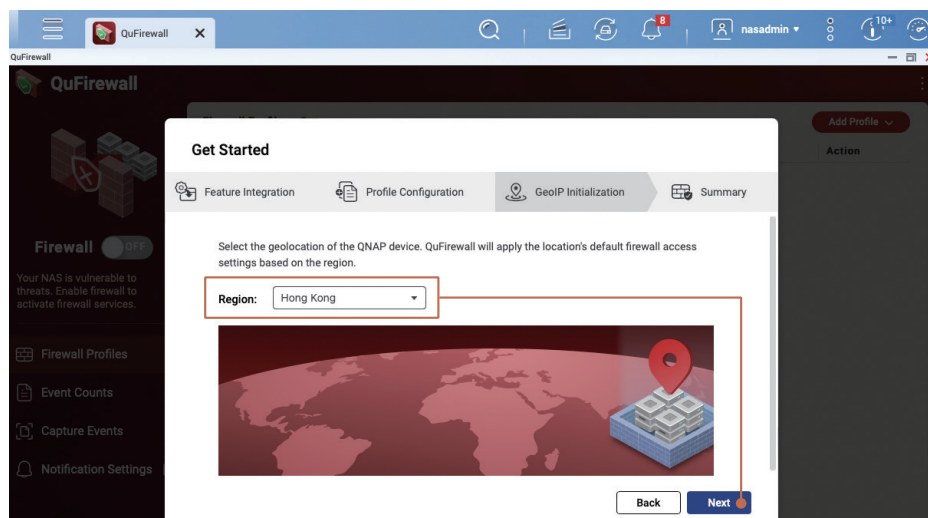 QuFirewall
8
nasadmin
10+
QuFirewall
QuFirewall
Add Profile
Action
Get Started
Feature Integration
Profile Configuration
GeoIP Initialization
Summary
Firewall OFF
Your NAS is vulnerable to
threats. Enable firewall to
activate firewall services.
Select the geolocation of the QNAP device. QuFirewall will apply the location's default firewall access
settings based on the region.
Region: Hong Kong
Firewall Profiles
Event Counts
Capture Events
Notification Settings
Back Next